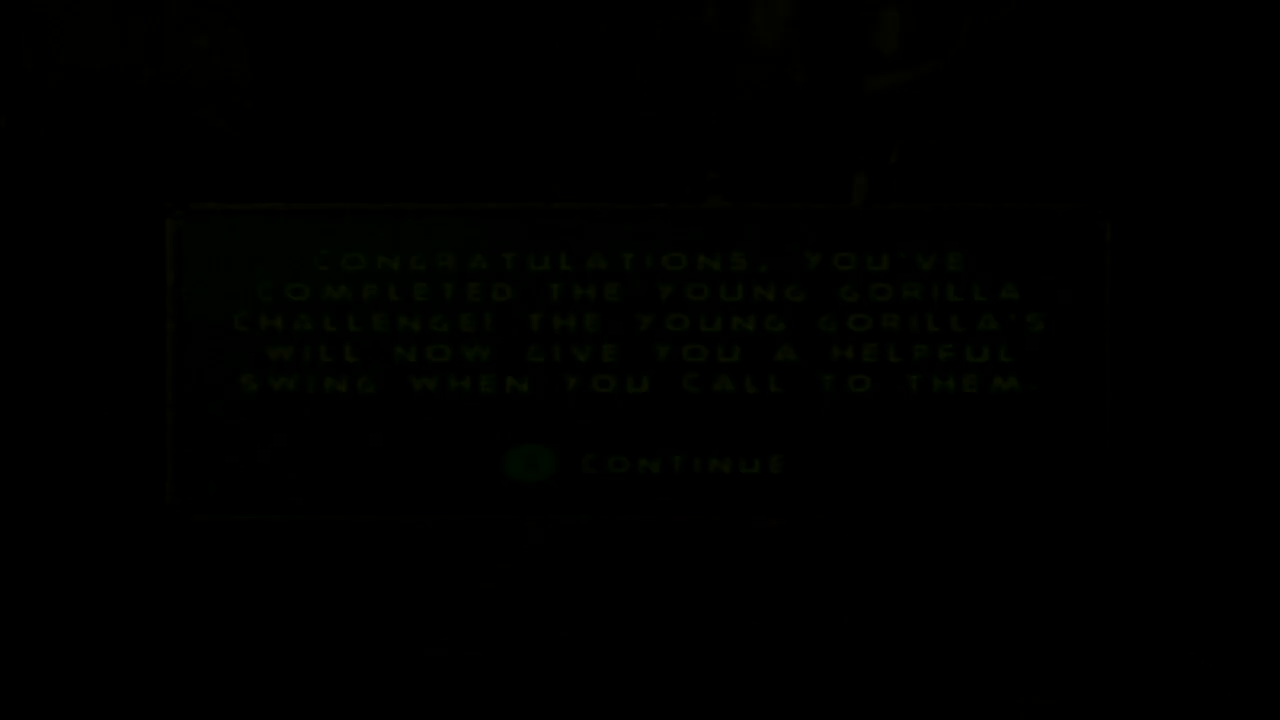 CONGRATULATIONS, YOU'VE
COMPLETED THE YOUNG GORILLA
CHALLENGE! THE YOUNG GORILLA'S
WILL NOW GIVE YOU A HELPFUL
SWING WHEN YOU CALL TO THEM.
CONTINUE